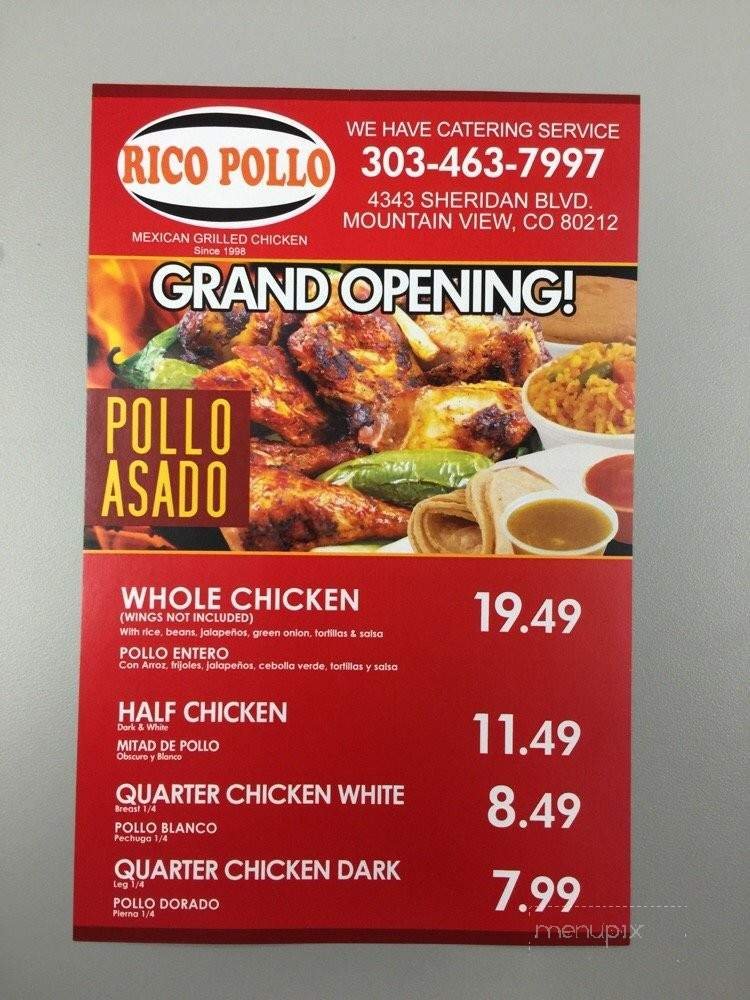 RICO POLLO
MEXICAN GRILLED CHICKEN
Since 1998
WE HAVE CATERING SERVICE
303-463-7997
4343 SHERIDAN BLVD.
MOUNTAIN VIEW, CO 80212
GRAND OPENING!
POLLO
ASADO
WHOLE CHICKEN 19.49
(WINGS NOT INCLUDED)
With rice, beans, jalapeños, green onion, tortillas & salsa
POLLO ENTERO
Con Arroz, frijoles, jalapeños, cebolla verde, tortillas y salsa
HALF CHICKEN 11.49
Dark & White
MITAD DE POLLO
Obscuro y Blanco
QUARTER CHICKEN WHITE 8.49
Breast 1/4
POLLO BLANCO
Pechuga 1/4
QUARTER CHICKEN DARK 7.99
Leg 1/4
POLLO DORADO
Pierna 1/4
menupix